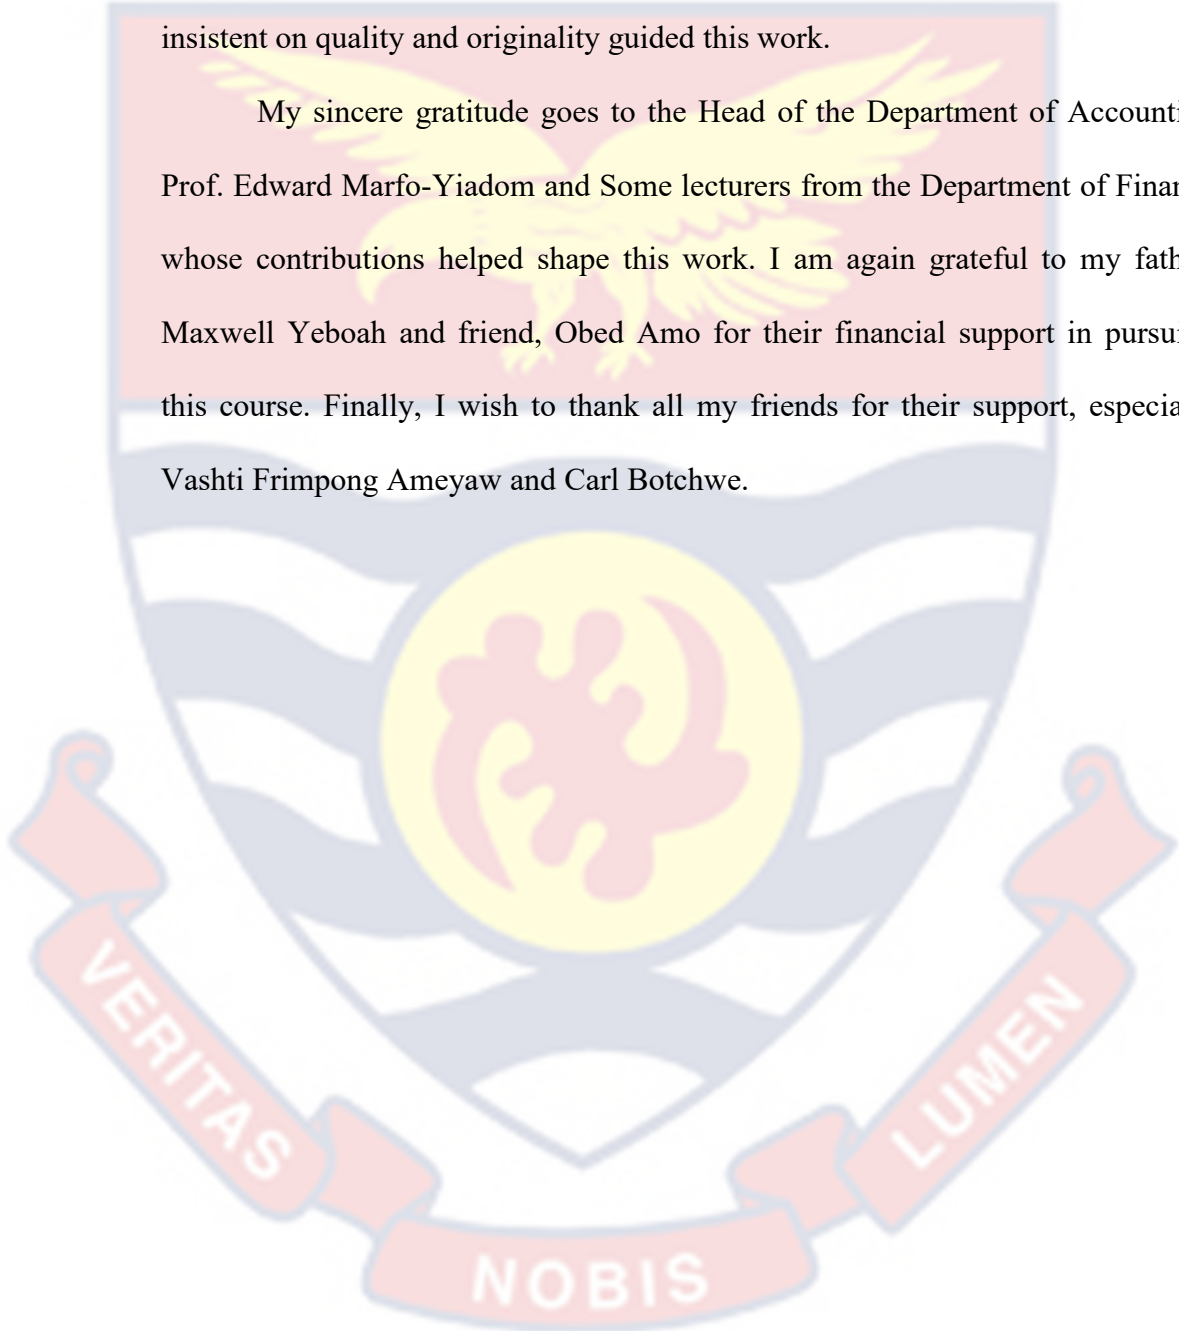 insistent on quality and originality guided this work.
My sincere gratitude goes to the Head of the Department of Accounti
Prof. Edward Marfo-Yiadom and Some lecturers from the Department of Finan
whose contributions helped shape this work. I am again grateful to my fath
Maxwell Yeboah and friend, Obed Amo for their financial support in pursui
this course. Finally, I wish to thank all my friends for their support, especia
Vashti Frimpong Ameyaw and Carl Botchwe.
VERITAS
NOBIS
LUMEN